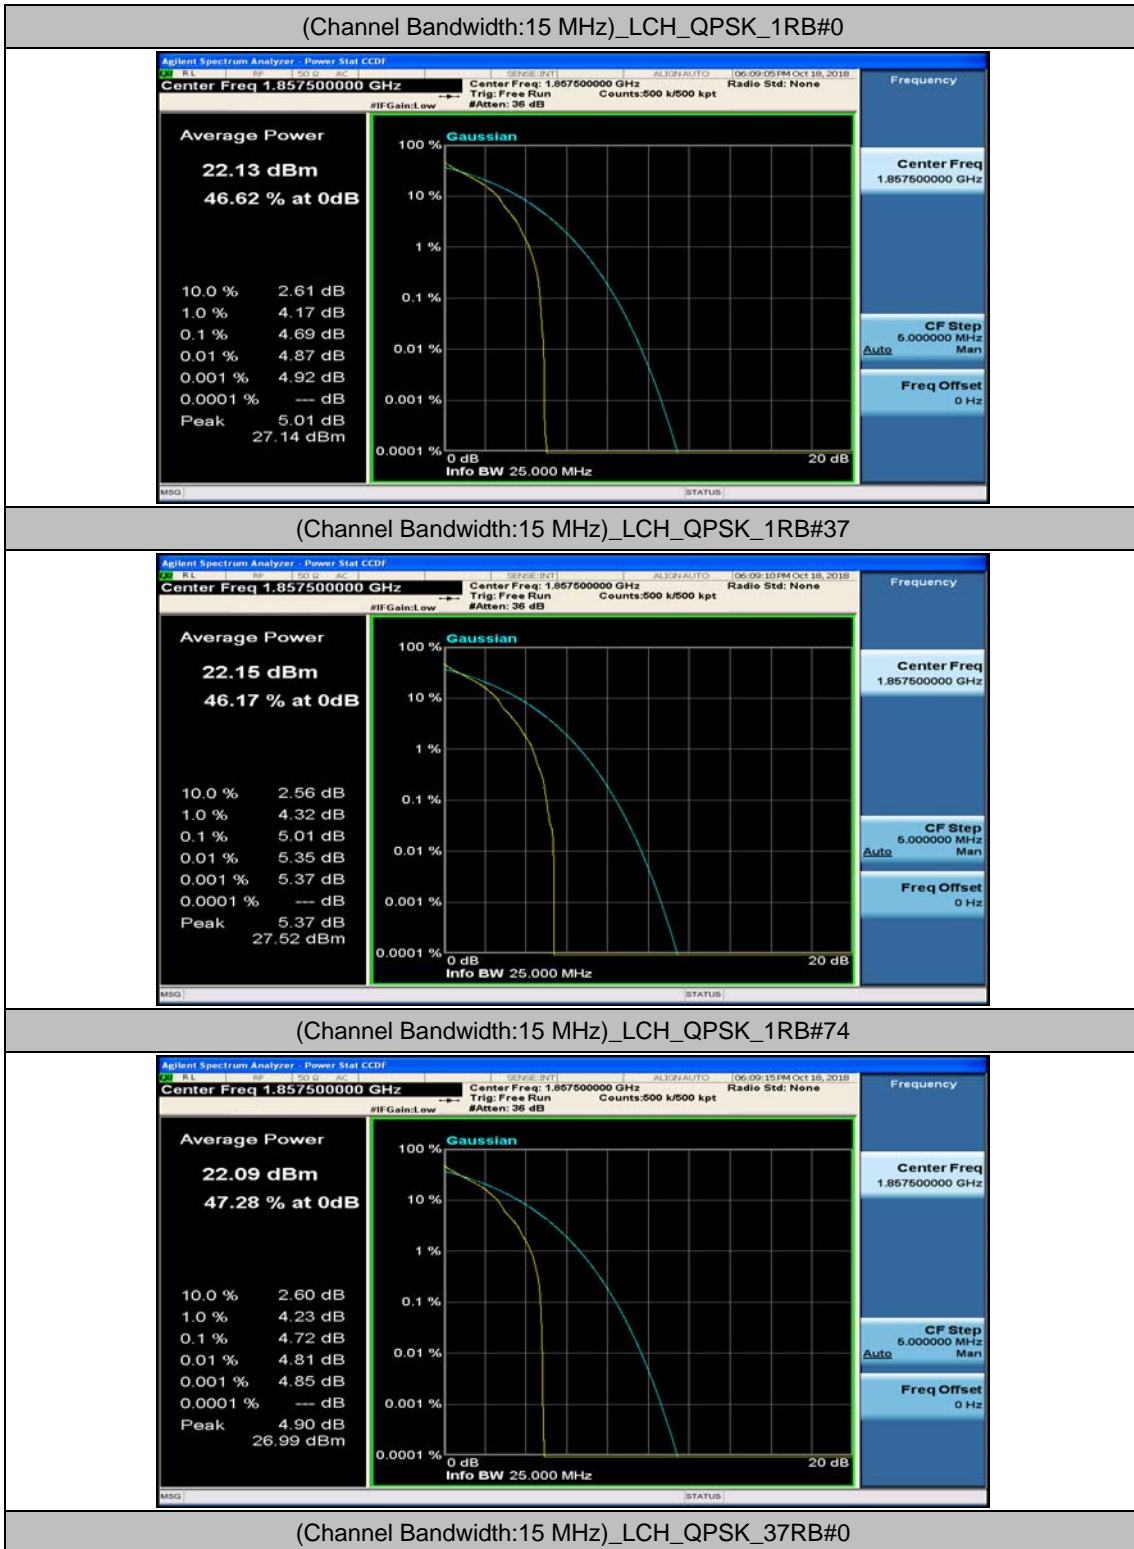 (Channel Bandwidth:15 MHz)_LCH_QPSK_1RB#0
Agilent Spectrum Analyzer - Power Stat CCDF
RL RF 50 Ω AC SENSE:INT ALIGN AUTO 06:09:05 PM Oct 18, 2018
Center Freq 1.857500000 GHz
Center Freq: 1.857500000 GHz
Radio Std: None
Trig: Free Run Counts:500 k/500 kpt
#IFGain:Low #Atten: 36 dB
Frequency
Average Power
22.13 dBm
46.62 % at 0dB
10.0 % 2.61 dB
1.0 % 4.17 dB
0.1 % 4.69 dB
0.01 % 4.87 dB
0.001 % 4.92 dB
0.0001 % --- dB
Peak 5.01 dB
27.14 dBm
Gaussian
100 %
10 %
1 %
0.1 %
0.01 %
0.001 %
0.0001 %
0 dB 20 dB
Info BW 25.000 MHz
Center Freq
1.857500000 GHz
CF Step
5.000000 MHz
Auto Man
Freq Offset
0 Hz
MSG STATUS
(Channel Bandwidth:15 MHz)_LCH_QPSK_1RB#37
Agilent Spectrum Analyzer - Power Stat CCDF
RL RF 50 Ω AC SENSE:INT ALIGN AUTO 06:09:10 PM Oct 18, 2018
Center Freq 1.857500000 GHz
Center Freq: 1.857500000 GHz
Radio Std: None
Trig: Free Run Counts:500 k/500 kpt
#IFGain:Low #Atten: 36 dB
Frequency
Average Power
22.15 dBm
46.17 % at 0dB
10.0 % 2.56 dB
1.0 % 4.32 dB
0.1 % 5.01 dB
0.01 % 5.35 dB
0.001 % 5.37 dB
0.0001 % --- dB
Peak 5.37 dB
27.52 dBm
Gaussian
100 %
10 %
1 %
0.1 %
0.01 %
0.001 %
0.0001 %
0 dB 20 dB
Info BW 25.000 MHz
Center Freq
1.857500000 GHz
CF Step
5.000000 MHz
Auto Man
Freq Offset
0 Hz
MSG STATUS
(Channel Bandwidth:15 MHz)_LCH_QPSK_1RB#74
Agilent Spectrum Analyzer - Power Stat CCDF
RL RF 50 Ω AC SENSE:INT ALIGN AUTO 06:09:15 PM Oct 18, 2018
Center Freq 1.857500000 GHz
Center Freq: 1.857500000 GHz
Radio Std: None
Trig: Free Run Counts:500 k/500 kpt
#IFGain:Low #Atten: 36 dB
Frequency
Average Power
22.09 dBm
47.28 % at 0dB
10.0 % 2.60 dB
1.0 % 4.23 dB
0.1 % 4.72 dB
0.01 % 4.81 dB
0.001 % 4.85 dB
0.0001 % --- dB
Peak 4.90 dB
26.99 dBm
Gaussian
100 %
10 %
1 %
0.1 %
0.01 %
0.001 %
0.0001 %
0 dB 20 dB
Info BW 25.000 MHz
Center Freq
1.857500000 GHz
CF Step
5.000000 MHz
Auto Man
Freq Offset
0 Hz
MSG STATUS
(Channel Bandwidth:15 MHz)_LCH_QPSK_37RB#0